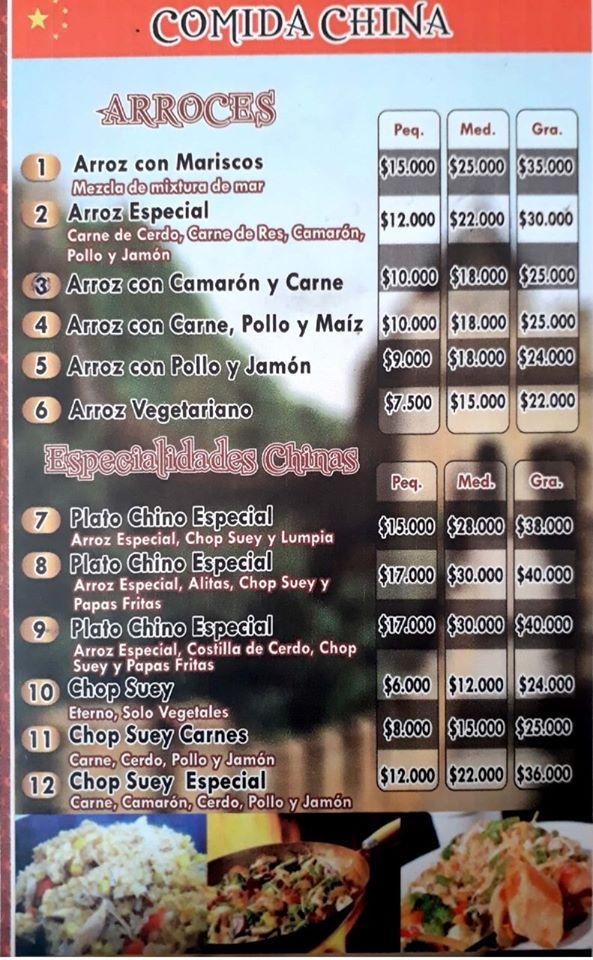 COMIDA CHINA
ARROCES
Peq. Med. Gra.
1 Arroz con Mariscos $15.000 $25.000 $35.000
Mezcla de mixtura de mar
2 Arroz Especial $12.000 $22.000 $30.000
Carne de Cerdo, Carne de Res, Camarón,
Pollo y Jamón
3 Arroz con Camarón y Carne $10.000 $18.000 $25.000
4 Arroz con Carne, Pollo y Maíz $10.000 $18.000 $25.000
5 Arroz con Pollo y Jamón $9.000 $18.000 $24.000
6 Arroz Vegetariano $7.500 $15.000 $22.000
Especialidades Chinas
Peq. Med. Gra.
7 Plato Chino Especial $15.000 $28.000 $38.000
Arroz Especial, Chop Suey y Lumpia
8 Plato Chino Especial $17.000 $30.000 $40.000
Arroz Especial, Alitas, Chop Suey y
Papas Fritas
9 Plato Chino Especial $17.000 $30.000 $40.000
Arroz Especial, Costilla de Cerdo, Chop
Suey y Papas Fritas
10 Chop Suey $6.000 $12.000 $24.000
Eterno, Solo Vegetales
11 Chop Suey Carnes $8.000 $15.000 $25.000
Carne, Cerdo, Pollo y Jamón
12 Chop Suey Especial $12.000 $22.000 $36.000
Carne, Camarón, Cerdo, Pollo y Jamón